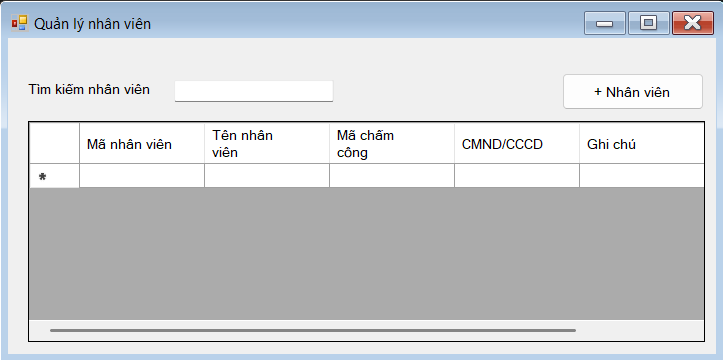 Quản lý nhân viên
Tìm kiếm nhân viên
+ Nhân viên
Mã nhân viên
Tên nhân
viên
Mã chấm
công
CMND/CCCD
Ghi chú
*